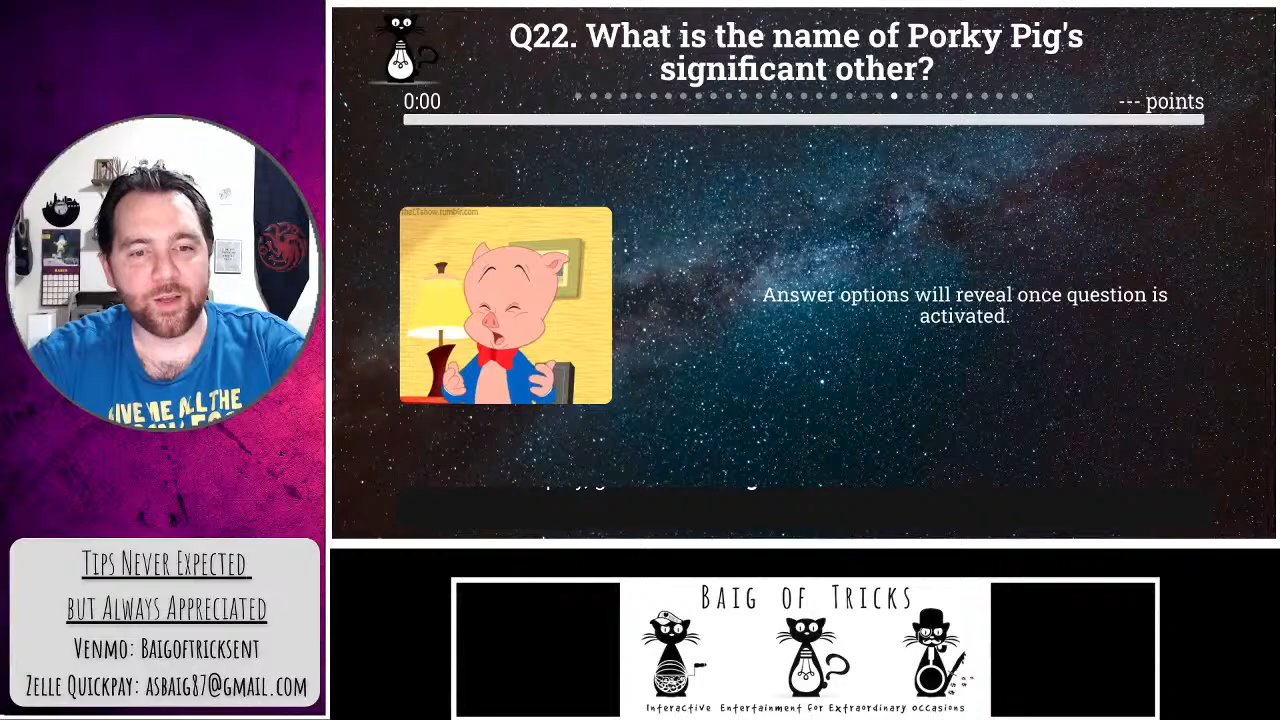 Q22. What is the name of Porky Pig's
significant other?
0:00
--- points
Answer options will reveal once question is
activated.
TIPS NEVER EXPECTED
BUT ALWAYS APPRECIATED
VENMO: BAIGOFTRICKSENT
ZELLE QUICKPAY: ASBAIG87@GMAIL.COM
BAIG OF TRICKS
Interactive Entertainment for Extraordinary Occasions